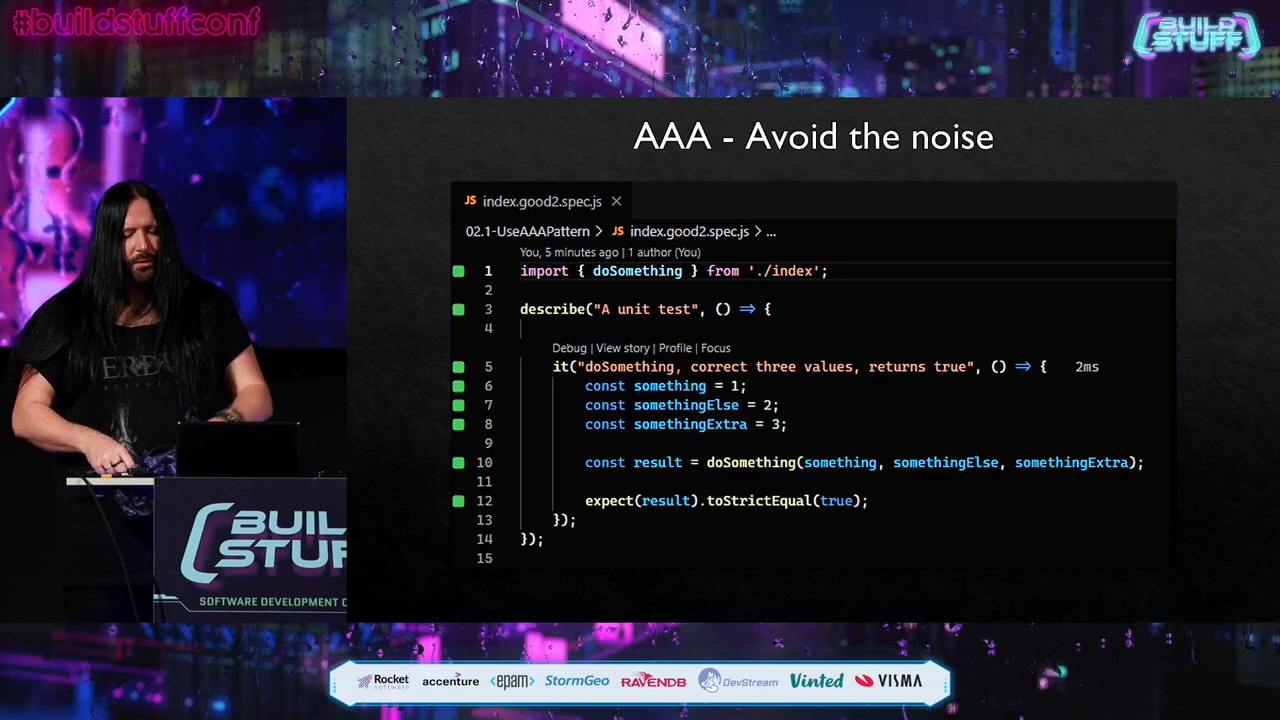 #buildstuffconf
BUILD
STUFF
AAA - Avoid the noise
JS index.good2.spec.js ×
02.1-UseAAAPattern > JS index.good2.spec.js > ...
You, 5 minutes ago | 1 author (You)
1 import { doSomething } from './index';
2
3 describe("A unit test", () => {
4
Debug | View story | Profile | Focus
5 it("doSomething, correct three values, returns true", () => { 2ms
6 const something = 1;
7 const somethingElse = 2;
8 const somethingExtra = 3;
9
10 const result = doSomething(something, somethingElse, somethingExtra);
11
12 expect(result).toStrictEqual(true);
13 });
14 });
15
BUIL
STUF
SOFTWARE DEVELOPMENT
Rocket
software
accenture
<epam>
StormGeo
RAVENDB
DevStream
Vinted
VISMA